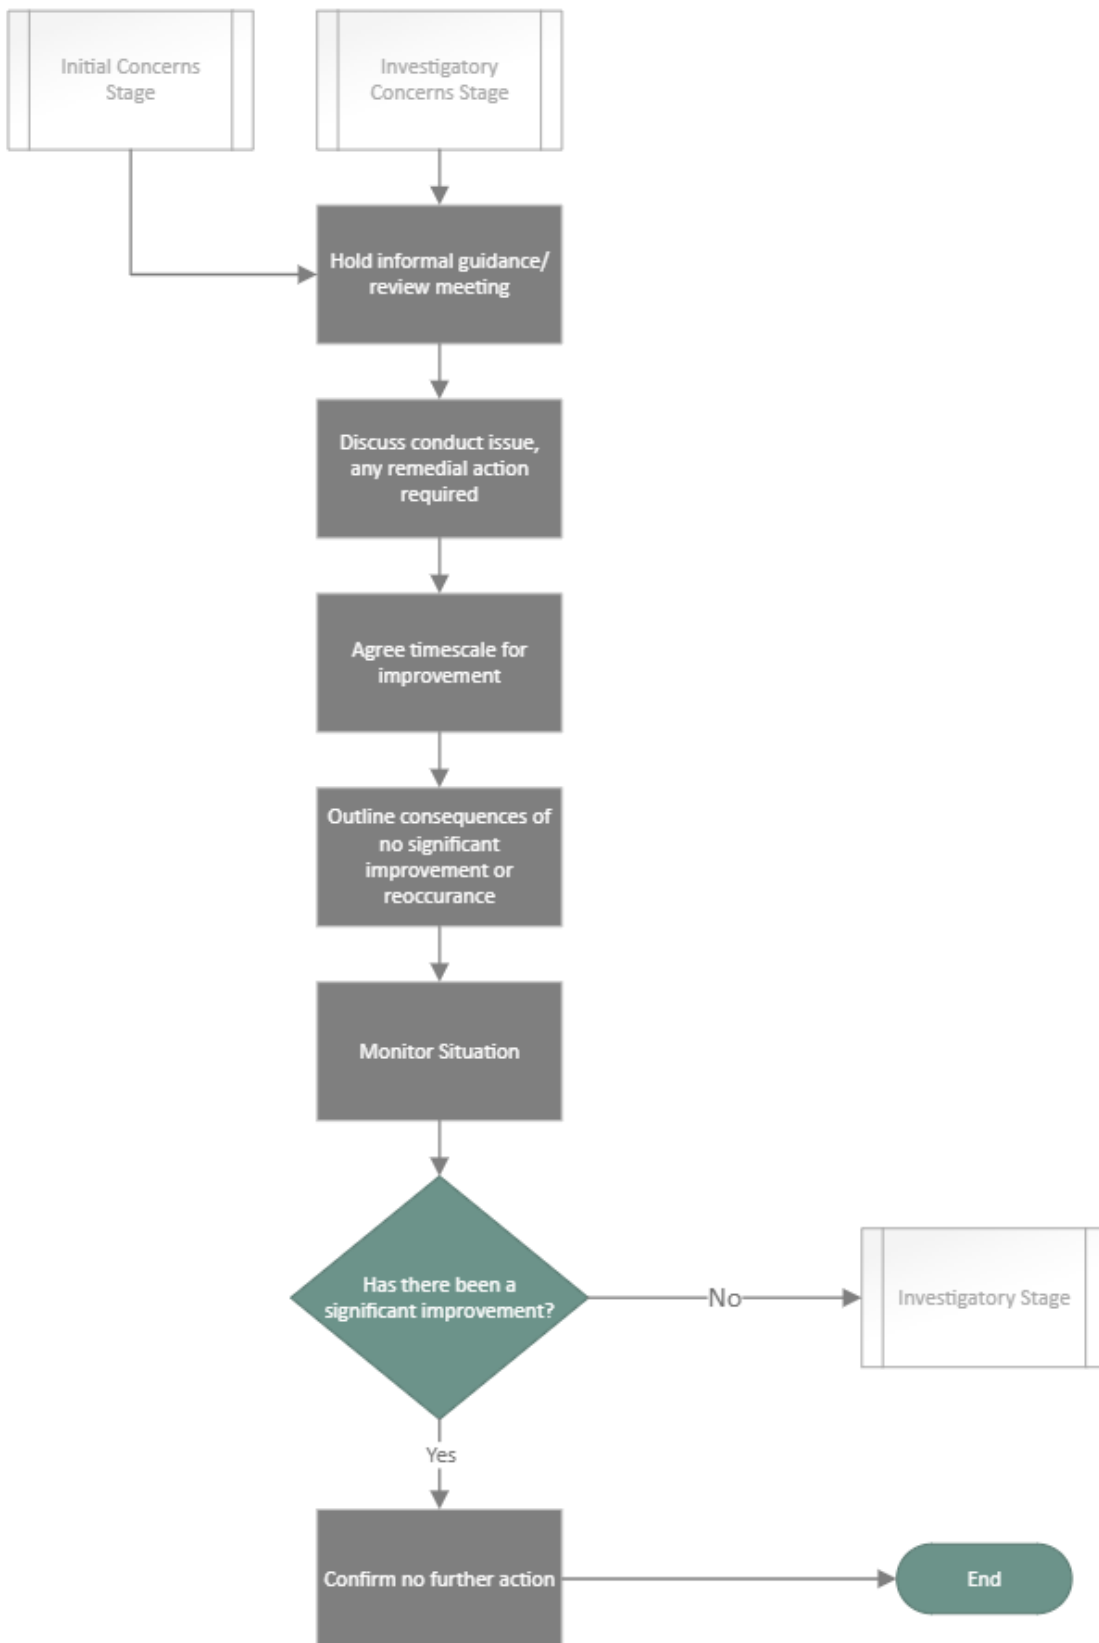 Initial Concerns
Stage
Investigatory
Concerns Stage
Hold informal guidance/
review meeting
Discuss conduct issue,
any remedial action
required
Agree timescale for
improvement
Outline consequences of
no significant
improvement or
reoccurance
Monitor Situation
Has there been a
significant improvement?
No
Investigatory Stage
Yes
Confirm no further action
End